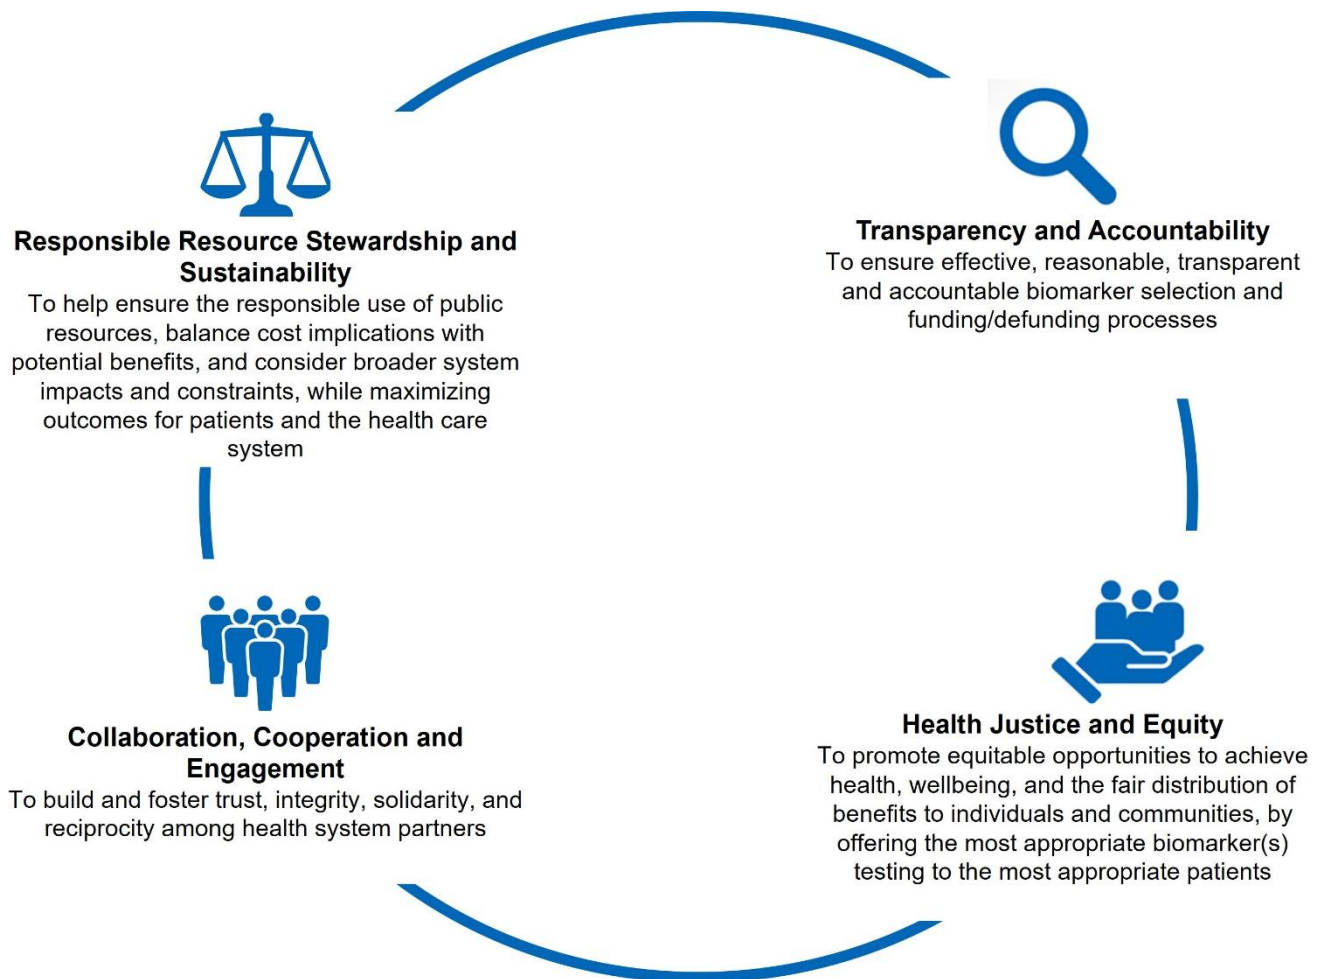 Responsible Resource Stewardship and
Sustainability
To help ensure the responsible use of public
resources, balance cost implications with
potential benefits, and consider broader system
impacts and constraints, while maximizing
outcomes for patients and the health care
system
Transparency and Accountability
To ensure effective, reasonable, transparent
and accountable biomarker selection and
funding/defunding processes
Collaboration, Cooperation and
Engagement
To build and foster trust, integrity, solidarity, and
reciprocity among health system partners
Health Justice and Equity
To promote equitable opportunities to achieve
health, wellbeing, and the fair distribution of
benefits to individuals and communities, by
offering the most appropriate biomarker(s)
testing to the most appropriate patients